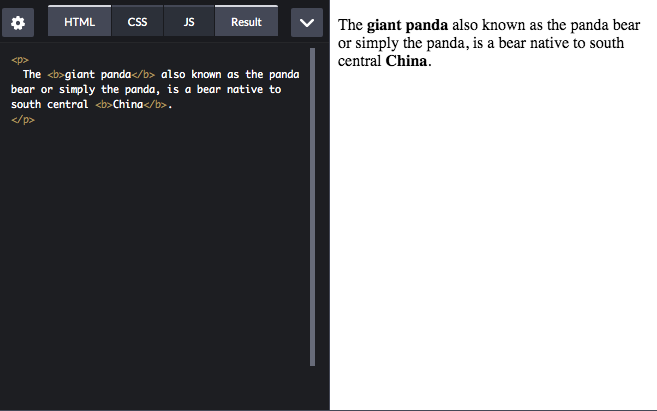 HTML CSS JS Result
<p>
The <b>giant panda</b> also known as the panda
bear or simply the panda, is a bear native to
south central <b>China</b>.
</p>
The giant panda also known as the panda bear
or simply the panda, is a bear native to south
central China.